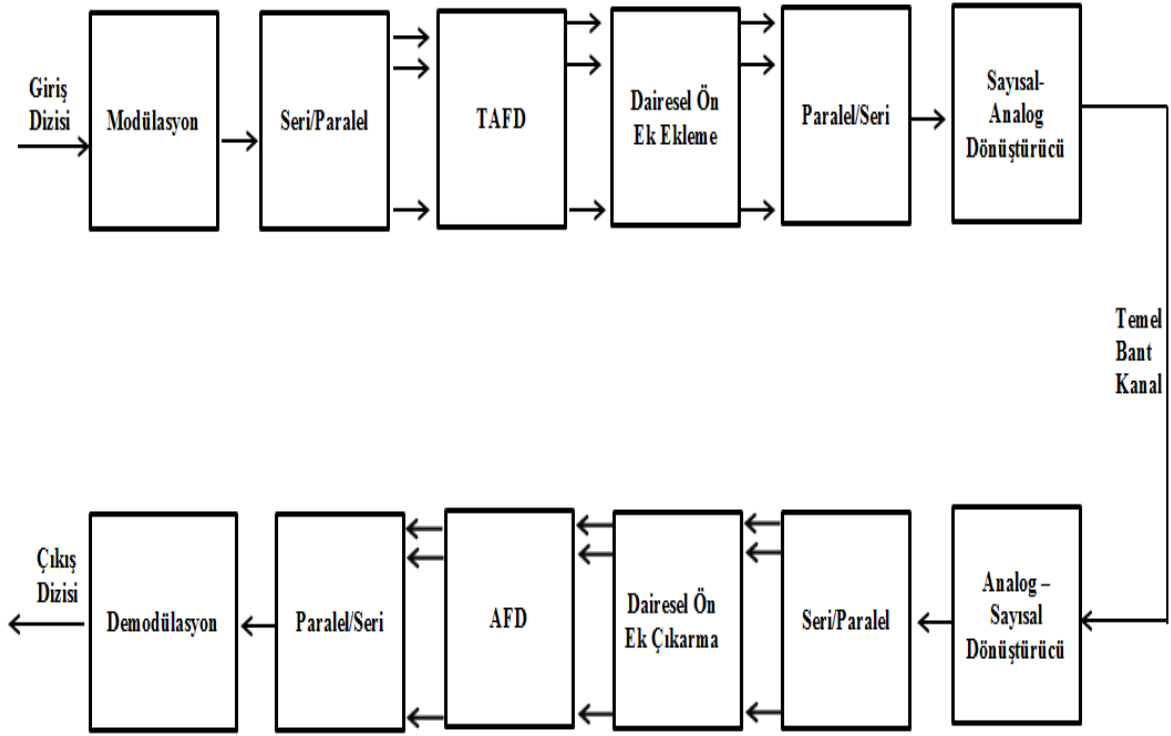 Giriş
Dizisi
Modülasyon
Seri/Paralel
TAFD
Dairesel Ön
Ek Ekleme
Paralel/Seri
Sayısal-
Analog
Dönüştürücü
Temel
Bant
Kanal
Çıkış
Dizisi
Demodülasyon
Paralel/Seri
AFD
Dairesel Ön
Ek Çıkarma
Seri/Paralel
Analog –
Sayısal
Dönüştürücü